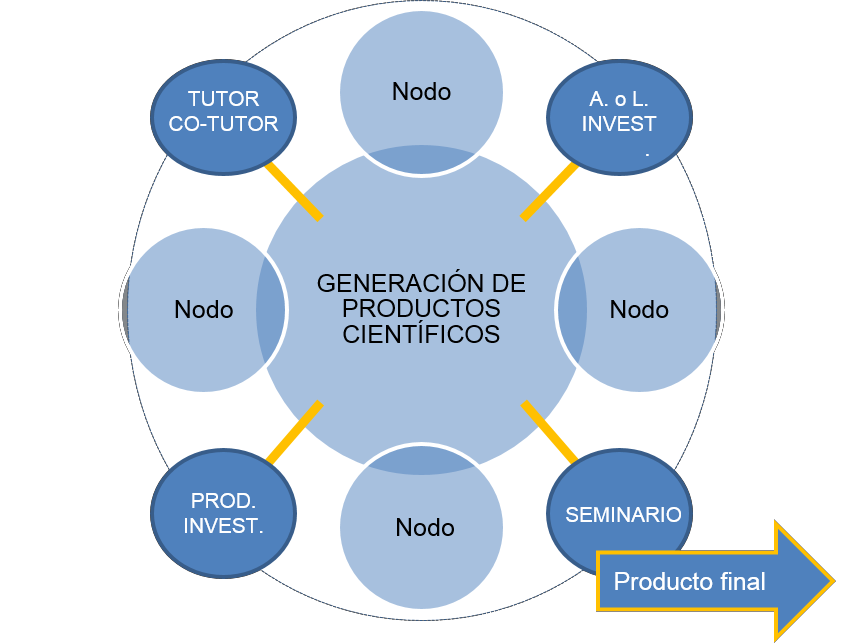 Nodo
TUTOR
CO-TUTOR
A. o L.
INVEST
.
GENERACIÓN DE
PRODUCTOS
CIENTÍFICOS
Nodo
Nodo
PROD.
INVEST.
Nodo
SEMINARIO
Producto final